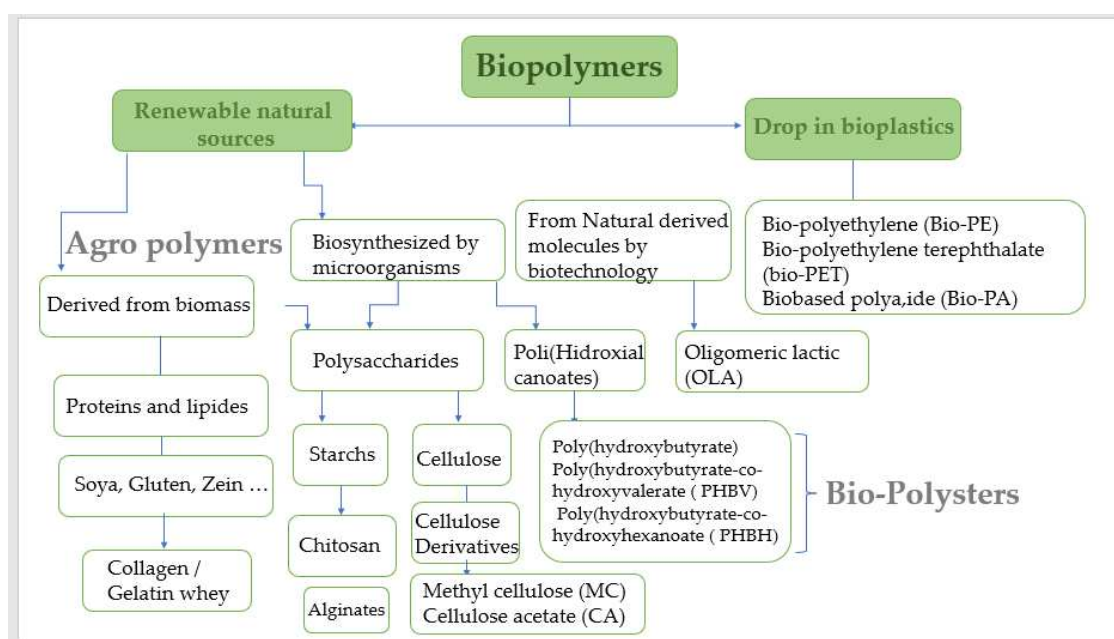 Biopolymers
Renewable natural
sources
Drop in bioplastics
Agro polymers
Biosynthesized by
microorganisms
From Natural derived
molecules by
biotechnology
Bio-polyethylene (Bio-PE)
Bio-polyethylene terephthalate
(bio-PET)
Biobased polya,ide (Bio-PA)
Derived from biomass
Polysaccharides
Poli(Hidroxial
canoates)
Oligomeric lactic
(OLA)
Proteins and lipides
Starchs
Cellulose
Poly(hydroxybutyrate)
Poly(hydroxybutyrate-co-
hydroxyvalerate ( PHBV)
Poly(hydroxybutyrate-co-
hydroxyhexanoate ( PHBH)
Bio-Polysters
Soya, Gluten, Zein ...
Chitosan
Cellulose
Derivatives
Collagen /
Gelatin whey
Alginates
Methyl cellulose (MC)
Cellulose acetate (CA)